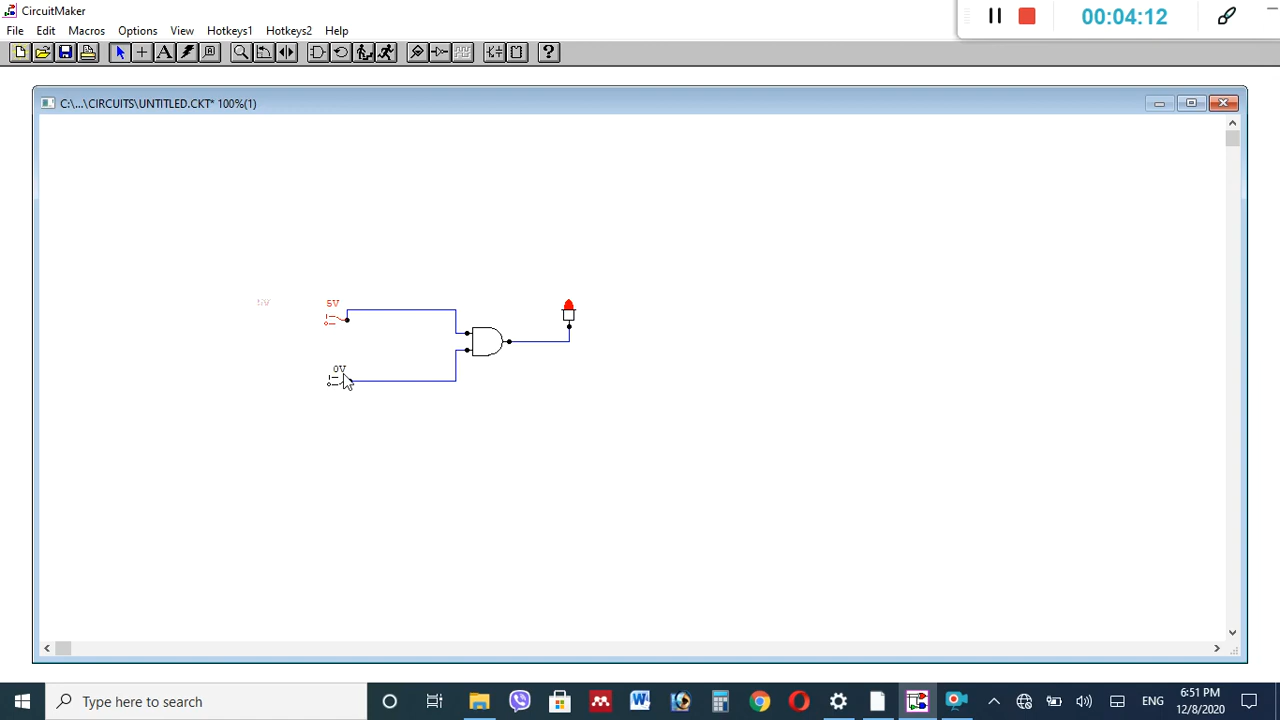 CircuitMaker
00:04:12
File Edit Macros Options View Hotkeys1 Hotkeys2 Help
A
?
C:\...\CIRCUITS\UNTITLED.CKT* 100%(1)
5V 5V
0V
Type here to search
W
ENG
6:51 PM
12/8/2020